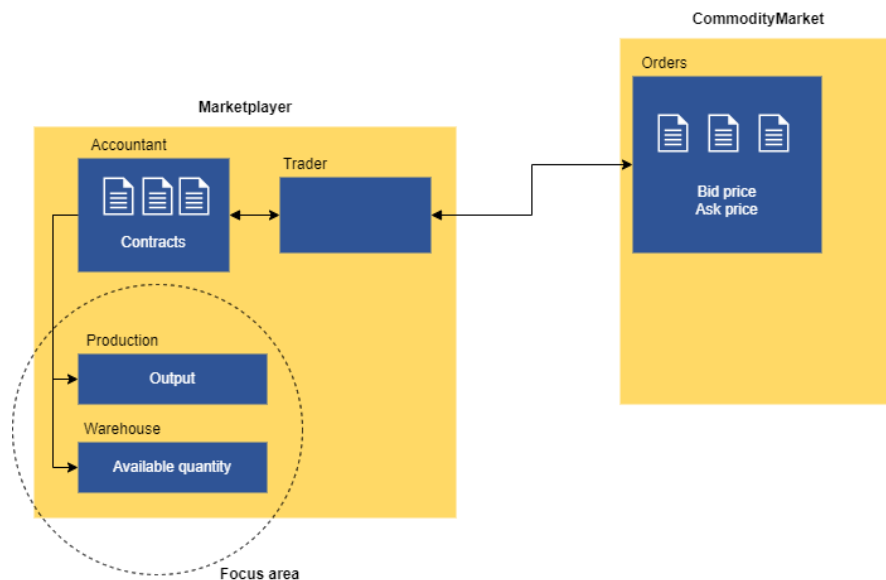 CommodityMarket
Orders
Bid price
Ask price
Marketplayer
Accountant
Contracts
Trader
Production
Output
Warehouse
Available quantity
Focus area